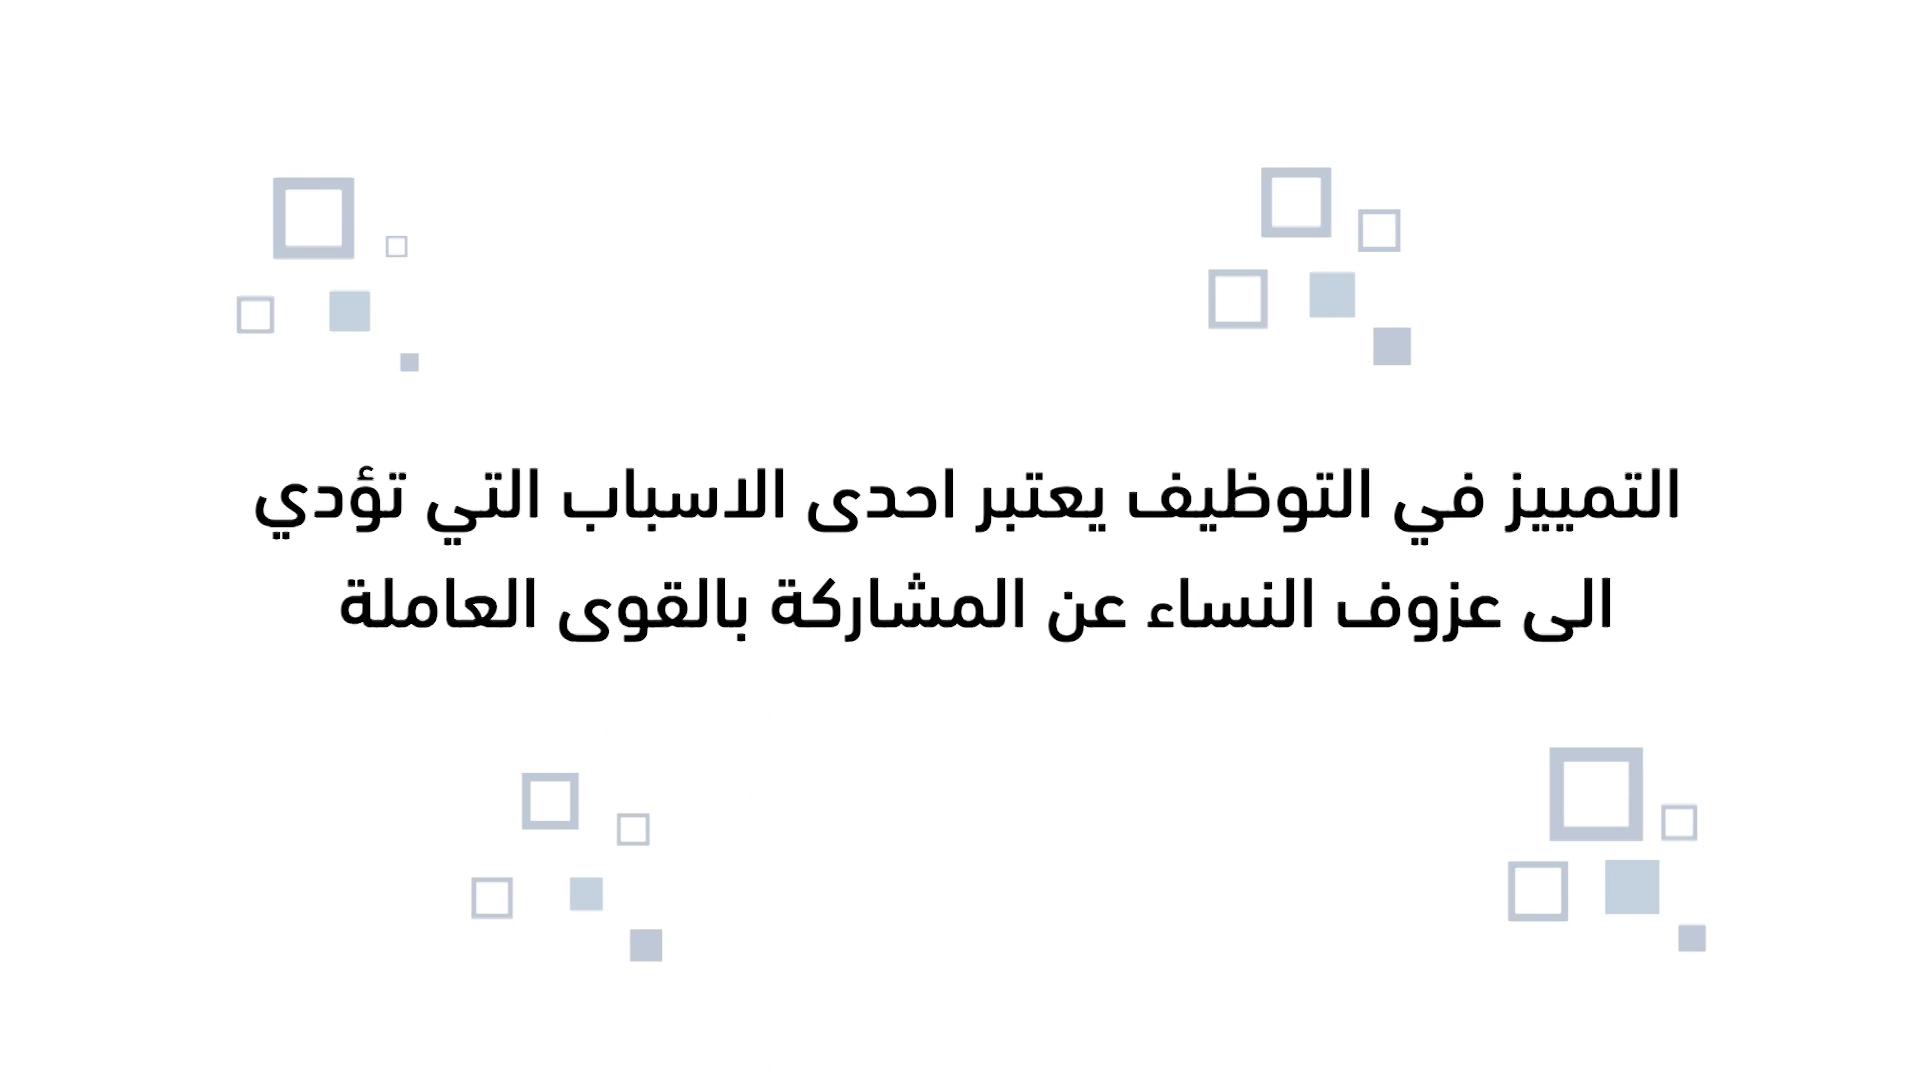 التمييز في التوظيف يعتبر احدى الاسباب التي تؤدي
الى عزوف النساء عن المشاركة بالقوى العاملة